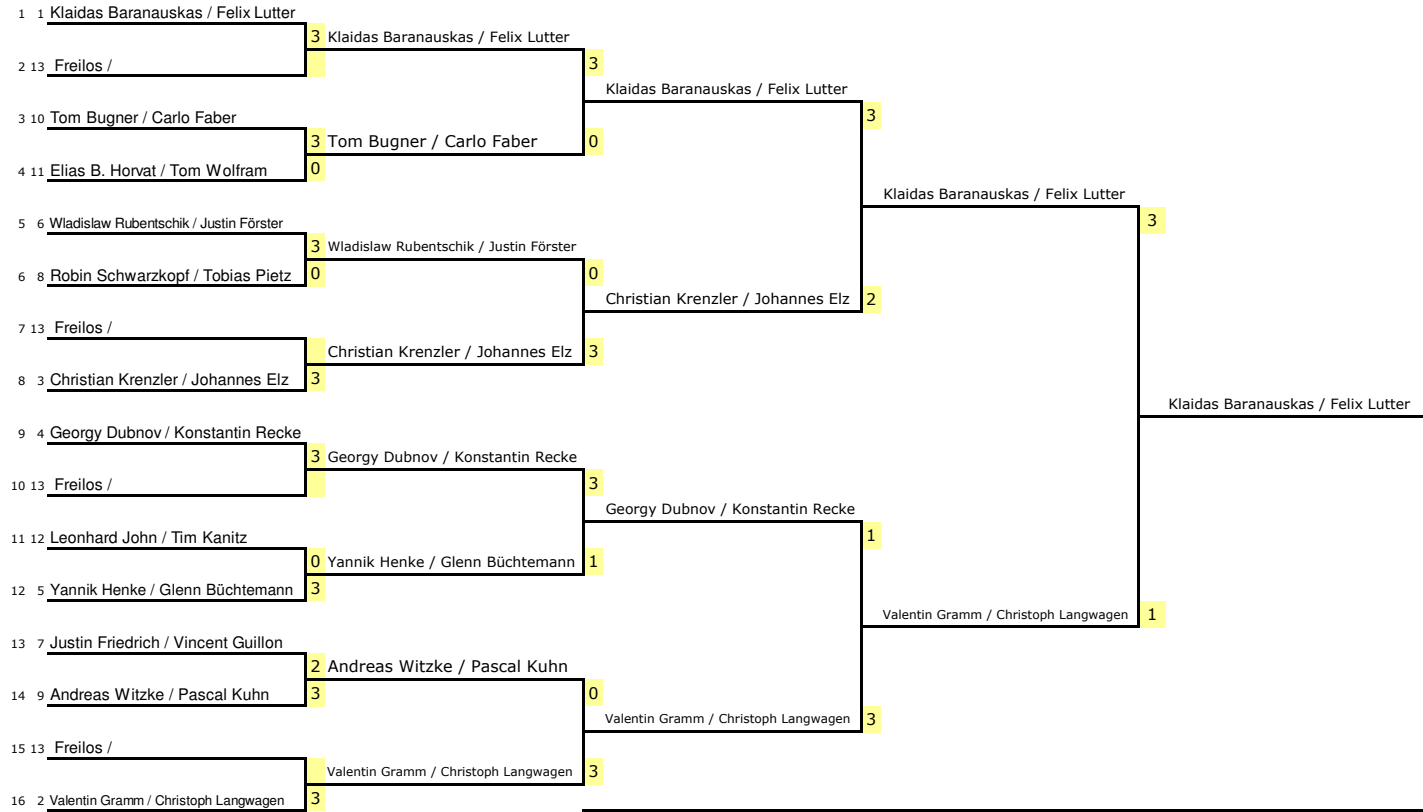 1 1 Klaidas Baranauskas / Felix Lutter
3 Klaidas Baranauskas / Felix Lutter
2 13 Freilos /
3
Klaidas Baranauskas / Felix Lutter
3 10 Tom Bugner / Carlo Faber
3
3 Tom Bugner / Carlo Faber
0
4 11 Elias B. Horvat / Tom Wolfram
0
Klaidas Baranauskas / Felix Lutter
5 6 Wladislaw Rubentschik / Justin Förster
3
3 Wladislaw Rubentschik / Justin Förster
6 8 Robin Schwarzkopf / Tobias Pietz
0
0
Christian Krenzler / Johannes Elz
2
7 13 Freilos /
Christian Krenzler / Johannes Elz
3
8 3 Christian Krenzler / Johannes Elz
3
Klaidas Baranauskas / Felix Lutter
9 4 Georgy Dubnov / Konstantin Recke
3 Georgy Dubnov / Konstantin Recke
10 13 Freilos /
3
Georgy Dubnov / Konstantin Recke
11 12 Leonhard John / Tim Kanitz
1
0 Yannik Henke / Glenn Büchtemann
1
12 5 Yannik Henke / Glenn Büchtemann
3
Valentin Gramm / Christoph Langwagen
1
13 7 Justin Friedrich / Vincent Guillon
2 Andreas Witzke / Pascal Kuhn
14 9 Andreas Witzke / Pascal Kuhn
3
0
Valentin Gramm / Christoph Langwagen
3
15 13 Freilos /
Valentin Gramm / Christoph Langwagen
3
16 2 Valentin Gramm / Christoph Langwagen
3